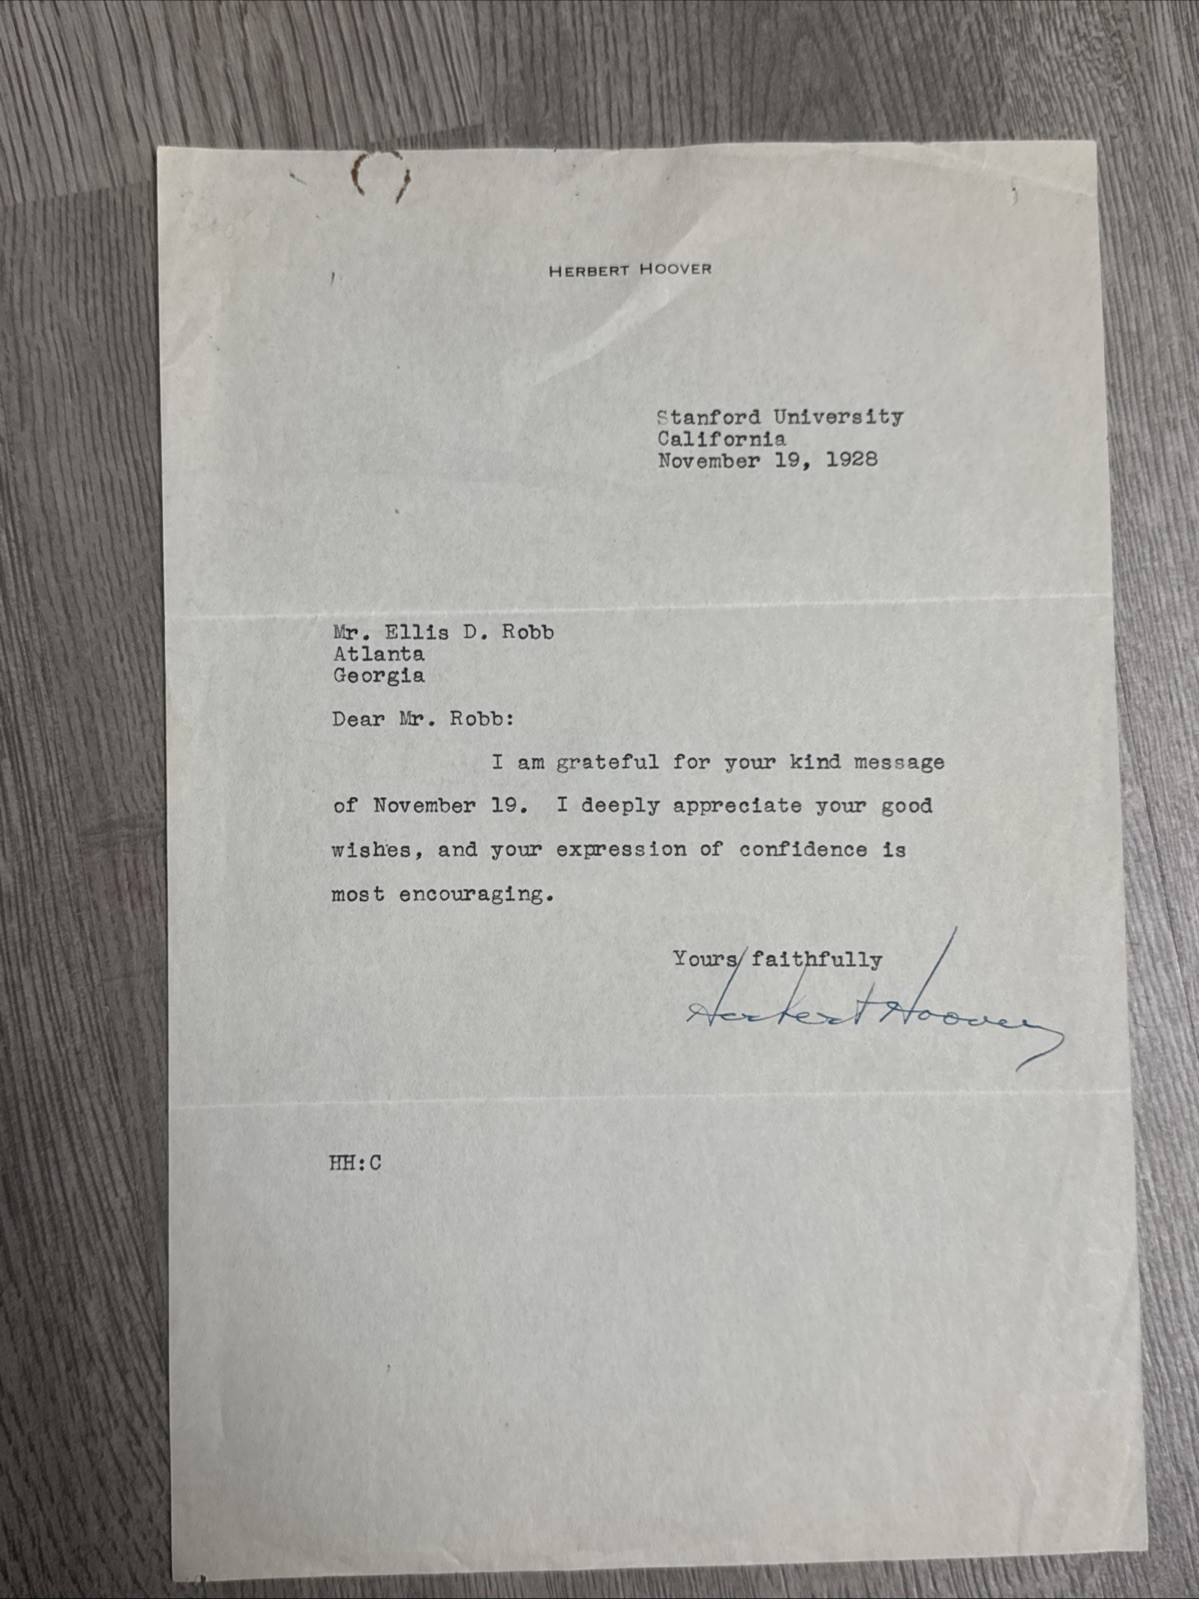 HERBERT HOOVER
Stanford University
California
November 19, 1928
Mr. Ellis D. Robb
Atlanta
Georgia
Dear Mr. Robb:
I am grateful for your kind message
of November 19. I deeply appreciate your good
wishes, and your expression of confidence is
most encouraging.
Yours faithfully
Herbert Hoover
HH:C